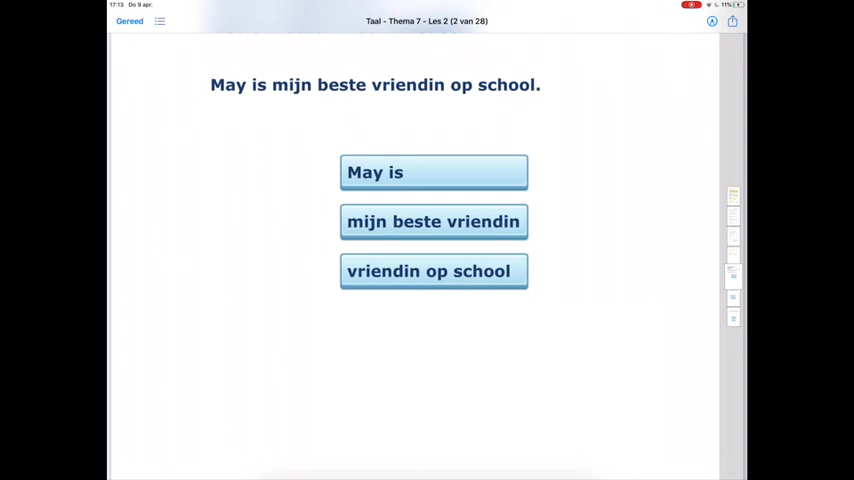 17:13 Do 9 apr.
11%
Gereed
Taal - Thema 7 - Les 2 (2 van 28)
May is mijn beste vriendin op school.
May is
mijn beste vriendin
vriendin op school